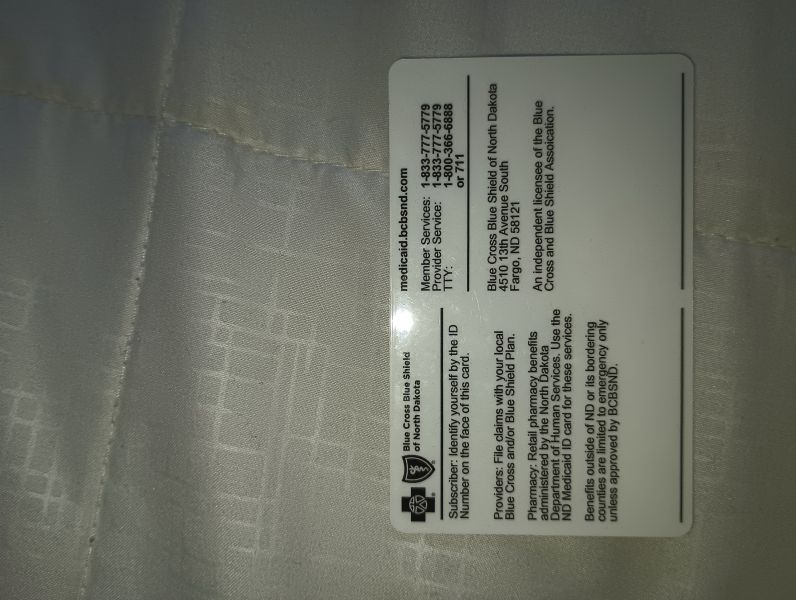 Blue Cross Blue Shield
of North Dakota
Subscriber: Identify yourself by the ID
Number on the face of this card.
Providers: File claims with your local
Blue Cross and/or Blue Shield Plan.
Pharmacy: Retail pharmacy benefits
administered by the North Dakota
Department of Human Services. Use the
ND Medicaid ID card for these services.
Benefits outside of ND or its bordering
counties are limited to emergency only
unless approved by BCBSND.
medicaid.bcbsnd.com
Member Services: 1-833-777-5779
Provider Service: 1-833-777-5779
TTY: 1-800-366-6888
or 711
Blue Cross Blue Shield of North Dakota
4510 13th Avenue South
Fargo, ND 58121
An independent licensee of the Blue
Cross and Blue Shield Assoication.